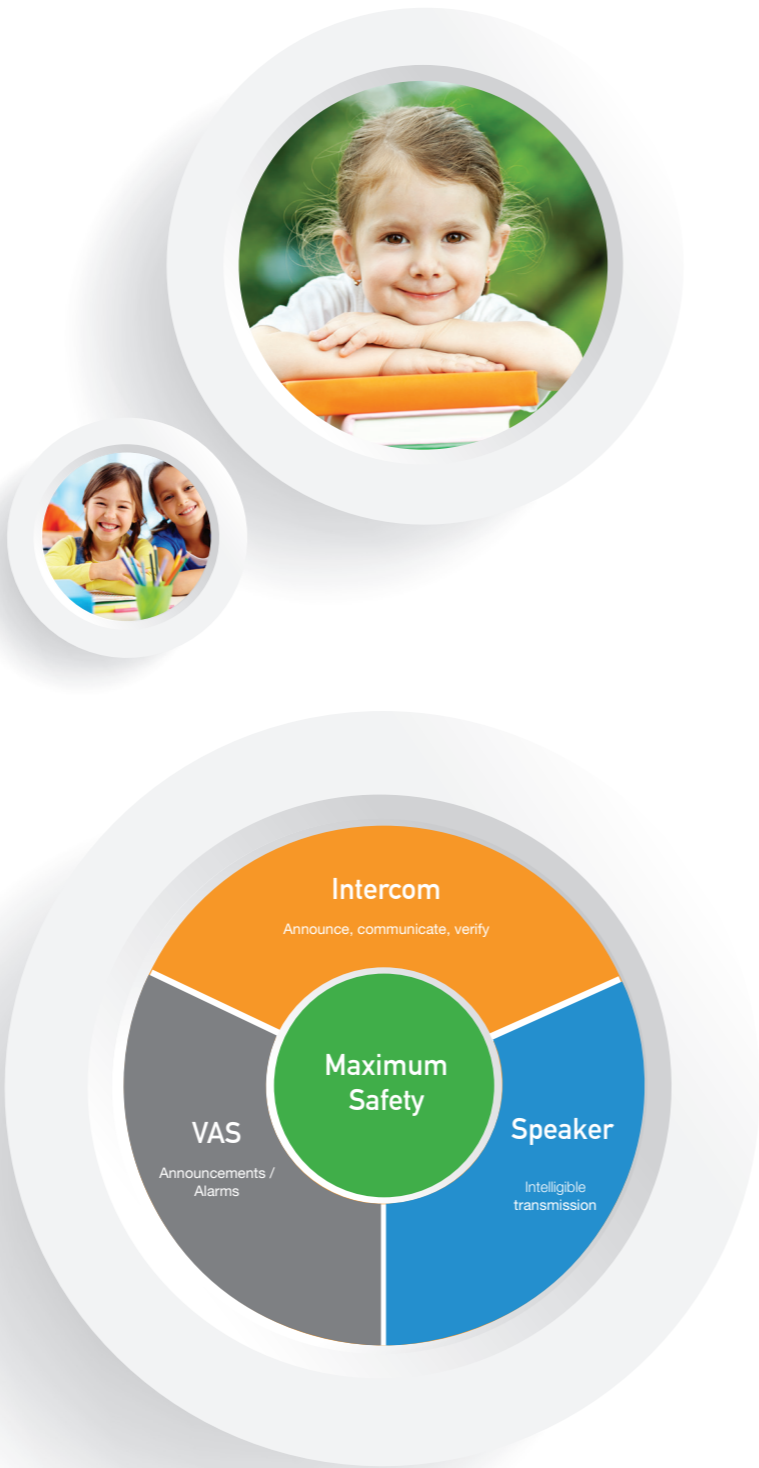 Intercom
Announce, communicate, verify
Maximum
Safety
VAS
Announcements /
Alarms
Speaker
Intelligible
transmission